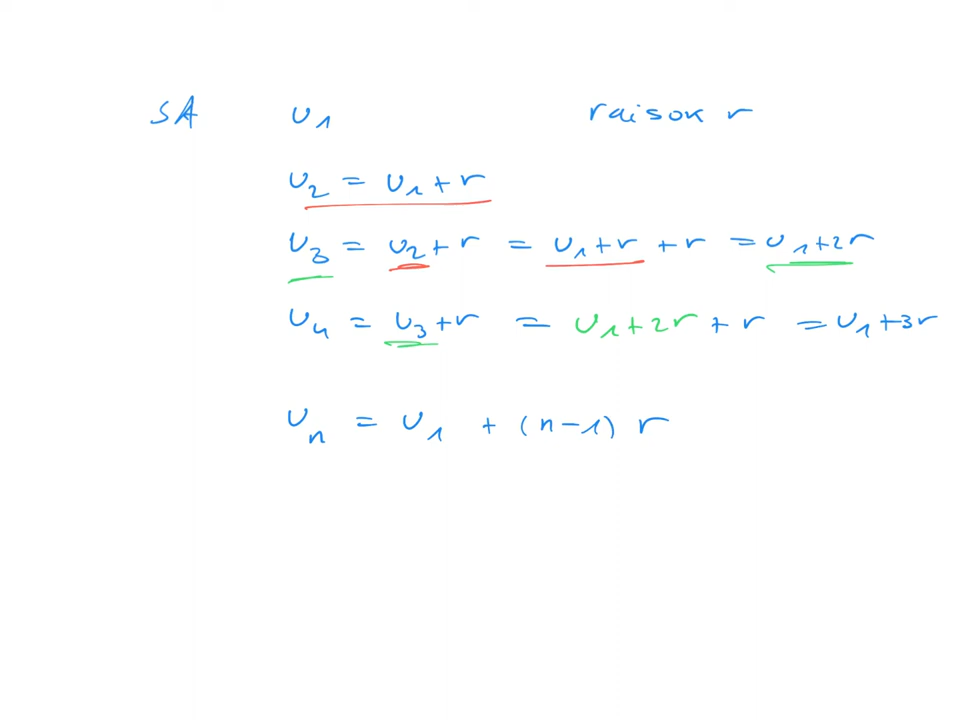 SA u₁ raison r
u₂ = u₁ + r
u₃ = u₂ + r = u₁ + r + r = u₁ + 2r
u₄ = u₃ + r = u₁ + 2r + r = u₁ + 3r
uₙ = u₁ + (n-1) r